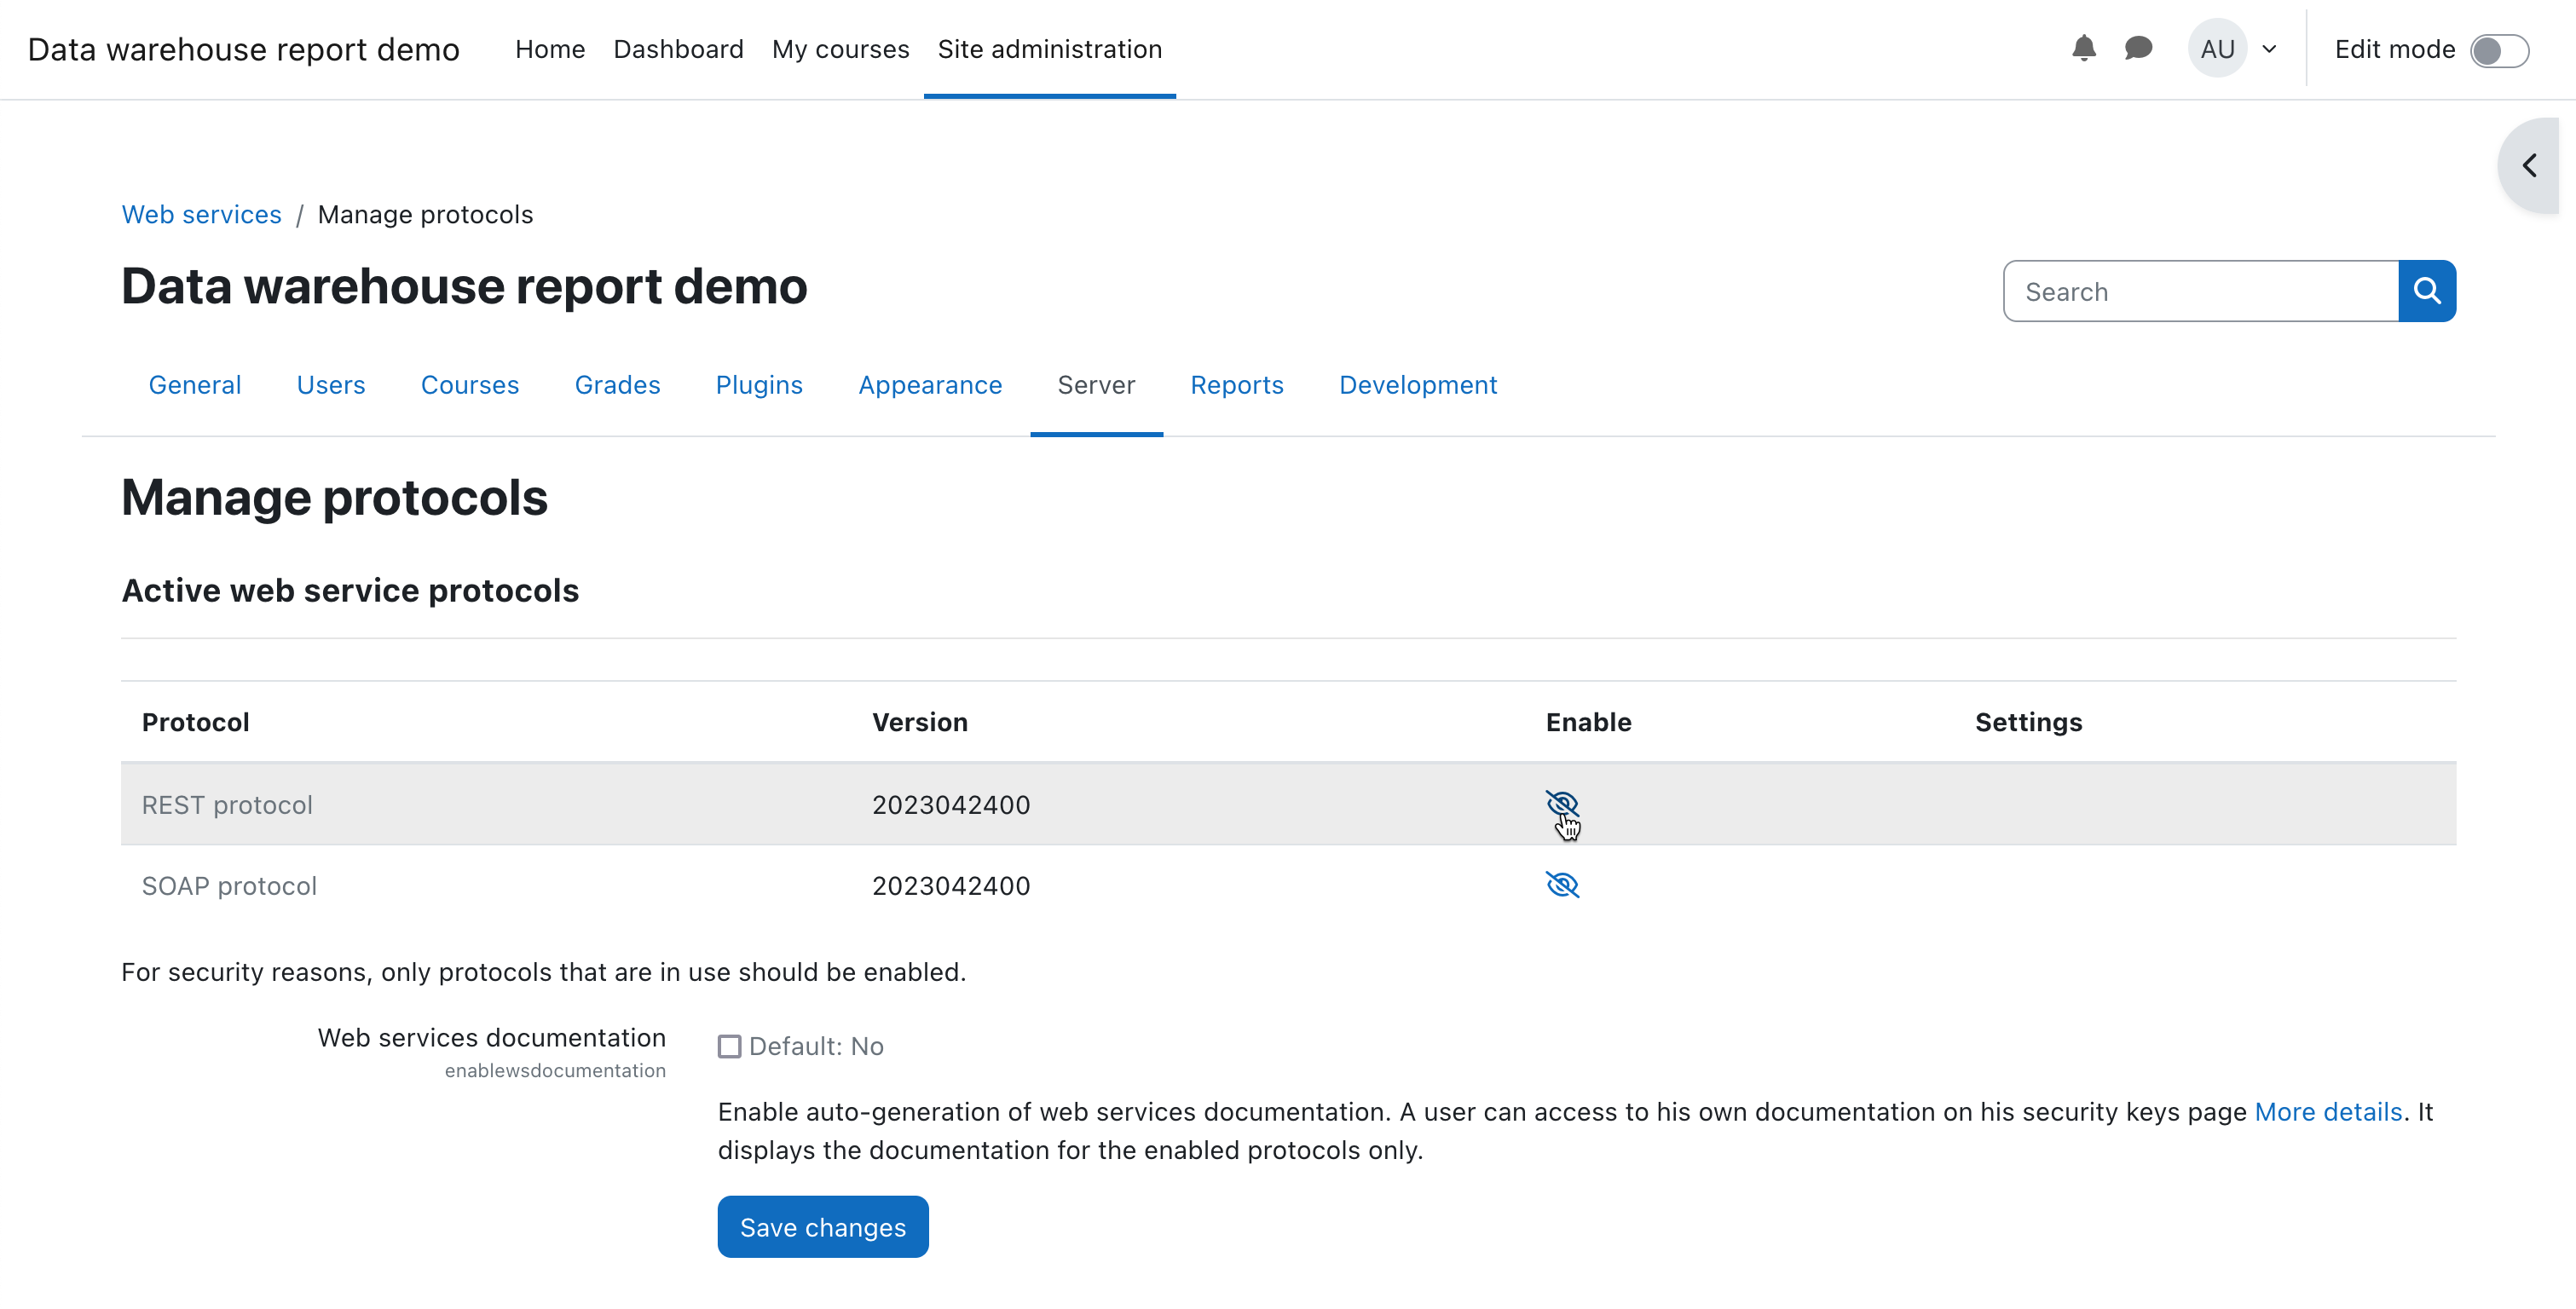 Data warehouse report demo Home Dashboard My courses Site administration AU Edit mode
Web services / Manage protocols
Data warehouse report demo
Search
General Users Courses Grades Plugins Appearance Server Reports Development
Manage protocols
Active web service protocols
Protocol Version Enable Settings
REST protocol 2023042400
SOAP protocol 2023042400
For security reasons, only protocols that are in use should be enabled.
Web services documentation
enablewsdocumentation
Default: No
Enable auto-generation of web services documentation. A user can access to his own documentation on his security keys page More details. It
displays the documentation for the enabled protocols only.
Save changes